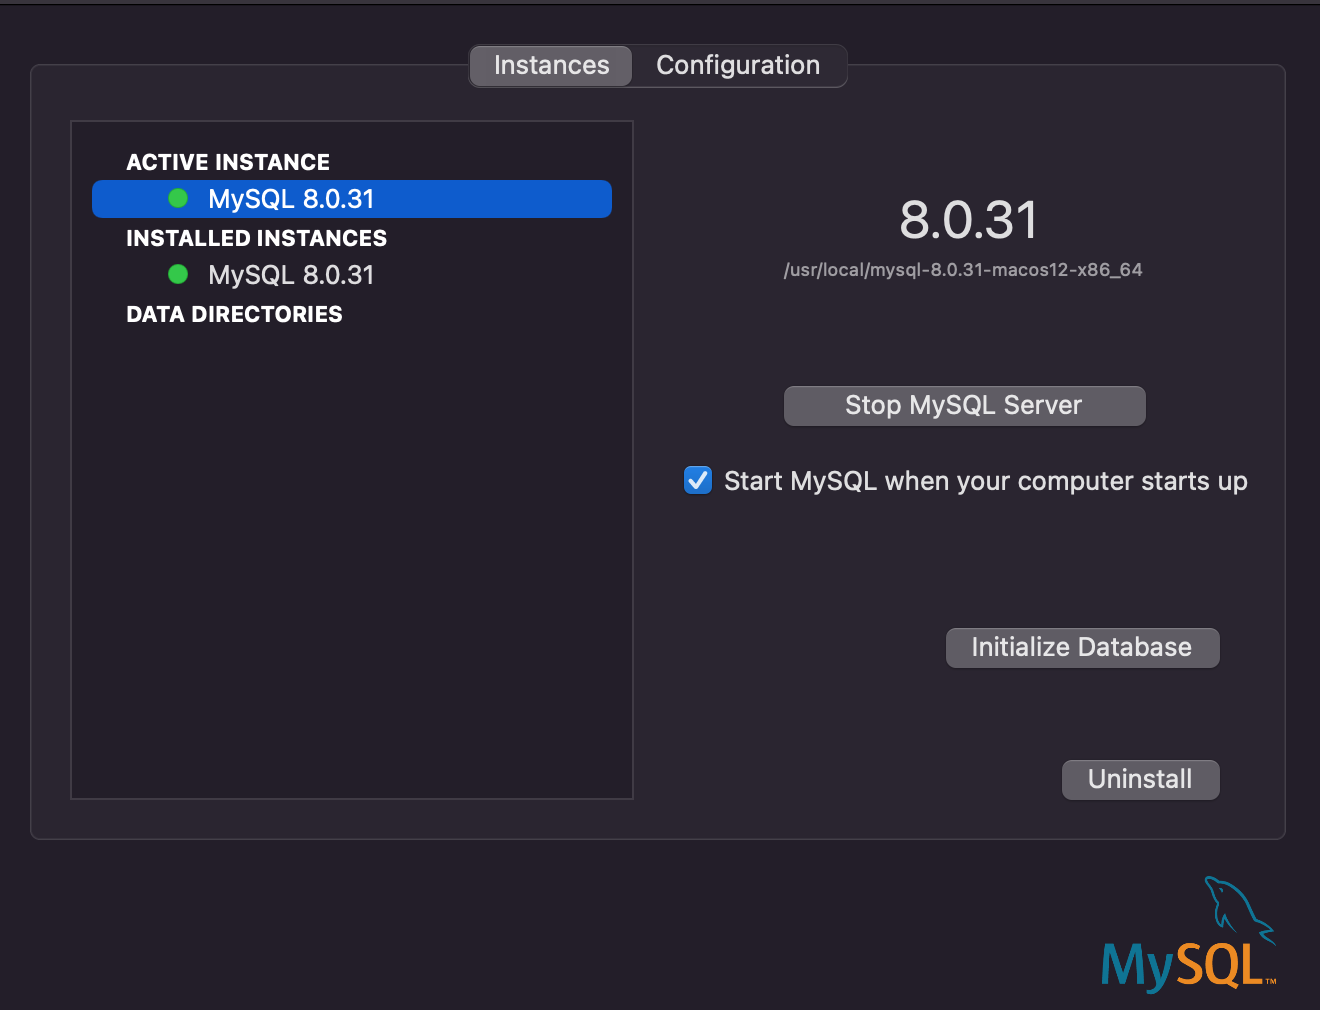 Instances Configuration
ACTIVE INSTANCE
MySQL 8.0.31
INSTALLED INSTANCES
MySQL 8.0.31
DATA DIRECTORIES
8.0.31
/usr/local/mysql-8.0.31-macos12-x86_64
Stop MySQL Server
Start MySQL when your computer starts up
Initialize Database
Uninstall
MySQL™